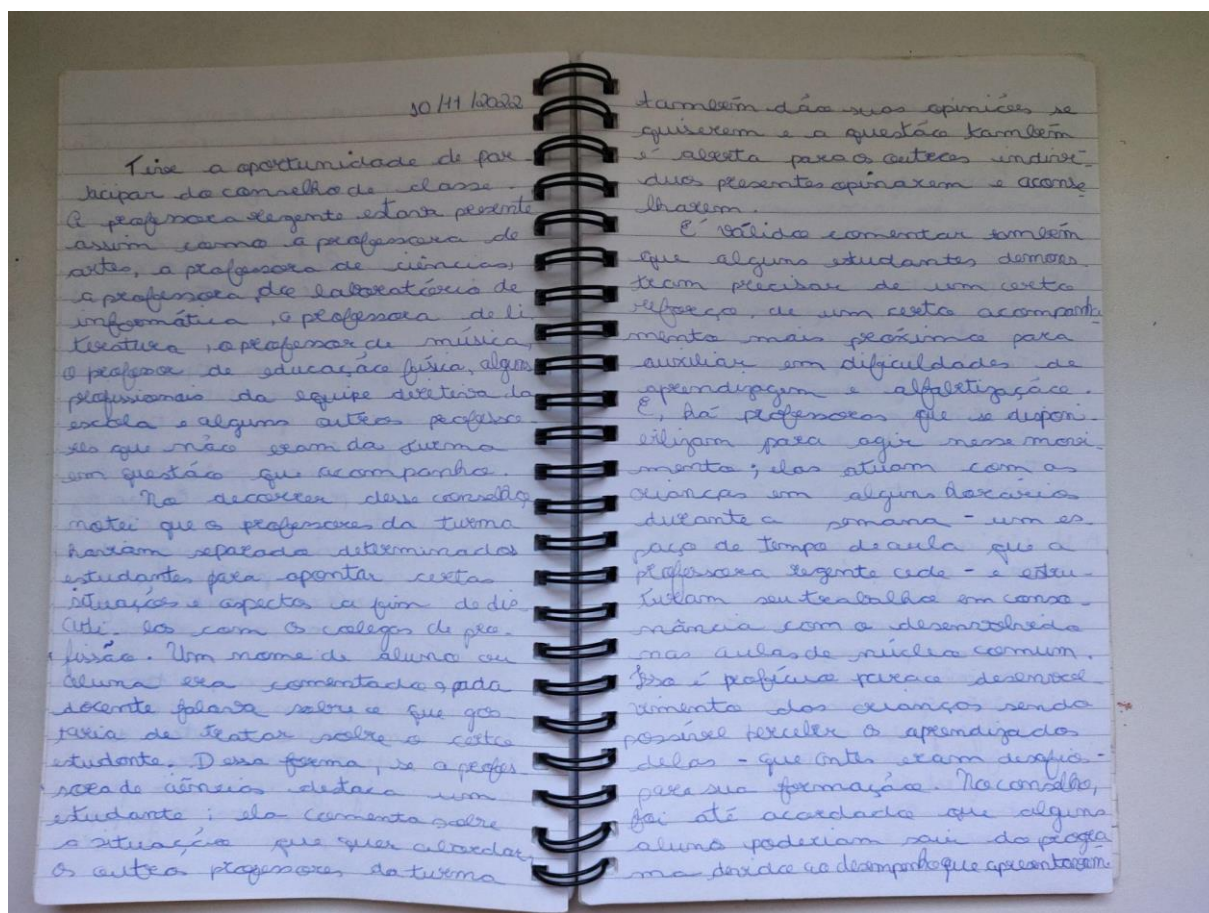 10/11/2022
Tive a oportunidade de par-
ticipar do conselho de classe.
A professora regente estava presente
assim como a professora de
artes, a professora de ciências,
a professora do laboratório de
informática, a professora de li
teratura, o professor de música,
o professor de educação física, alguns
profissionais da equipe diretiva da
escola e alguns outros professo
res que não eram da turma
em questão que acompanho.
No decorrer desse conselho,
notei que os professores da turma
haviam separado determinados
estudantes para apontar certas
situações e aspectos a fim de dis
cuti-los com os colegas de pro-
fissão. Um nome de aluno ou
aluna era comentado e cada
docente falava sobre o que gos
taria de tratar sobre o certo
estudante. Dessa forma, se a profes
sora de ciências destaca um
estudante; ela comenta sobre
a situação que quer abordar,
os outros professores da turma
também dão suas opiniões se
quiserem e a questão também
é aberta para os outros indiví-
duos presentes opinarem e aconse
lharem.
É válido comentar também
que alguns estudantes demons
tram precisar de um certo
reforço, de um certo acompanha
mento mais próximo para
auxiliar em dificuldades de
aprendizagem e alfabetização.
E, há professoras que se dispon-
ibilizam para agir nesse movi
mento; elas atuam com as
crianças em alguns horários
durante a semana - um es-
paço de tempo de aula que a
professora regente cede - e estru-
turam seu trabalho em conso-
nância com o desenvolvido
nas aulas de núcleo comum.
Isso é profícuo para o desenvol
vimento das crianças sendo
possível perceber os aprendizados
delas - que antes eram desafios -
para sua formação. No conselho,
foi até acordado que alguns
alunos poderiam sair do progra
ma devido ao desempenho que apresentaram